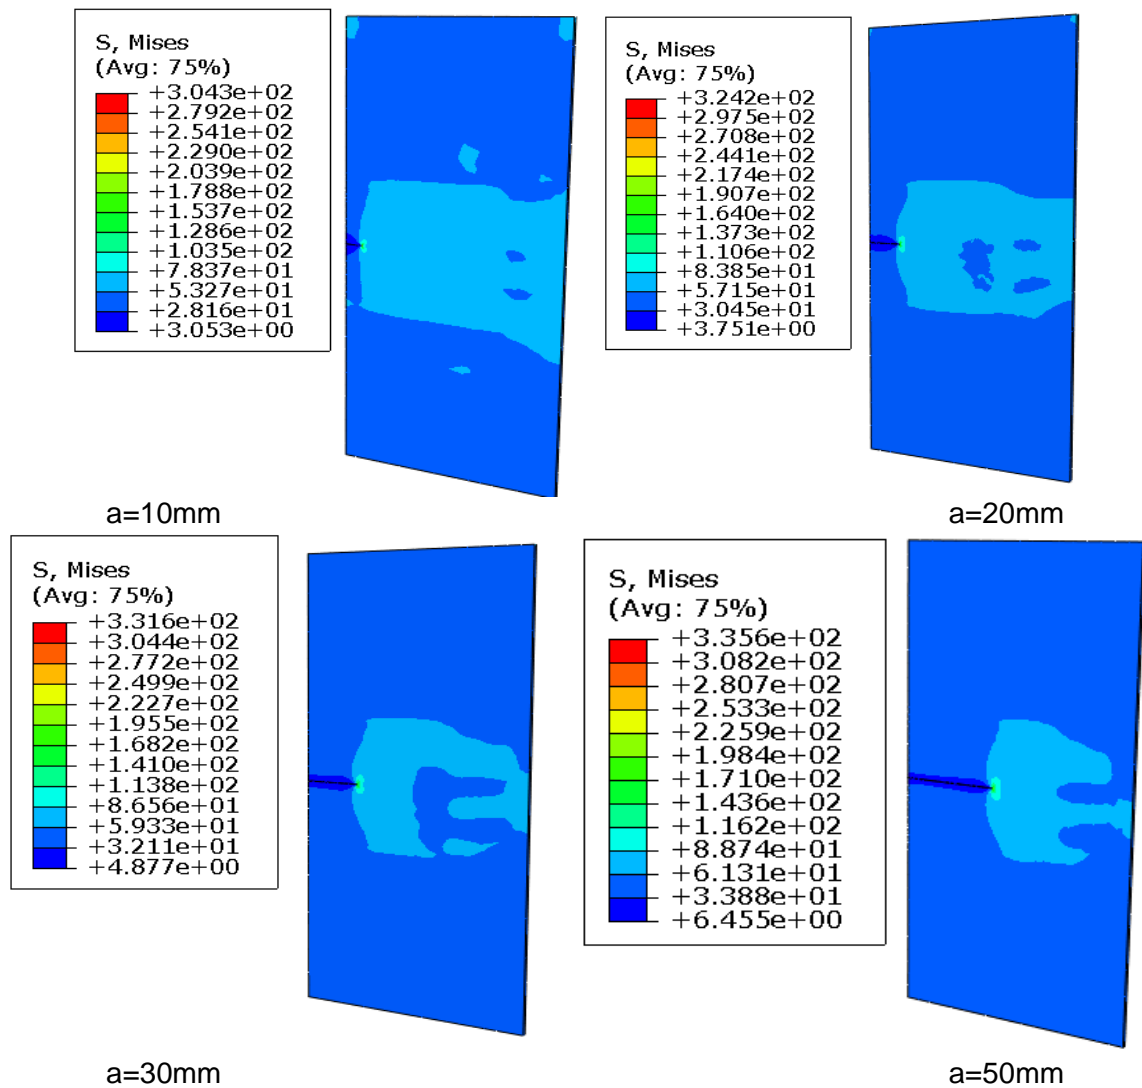 S, Mises
(Avg: 75%)
+3.043e+02
+2.792e+02
+2.541e+02
+2.290e+02
+2.039e+02
+1.788e+02
+1.537e+02
+1.286e+02
+1.035e+02
+7.837e+01
+5.327e+01
+2.816e+01
+3.053e+00
a=10mm
S, Mises
(Avg: 75%)
+3.242e+02
+2.975e+02
+2.708e+02
+2.441e+02
+2.174e+02
+1.907e+02
+1.640e+02
+1.373e+02
+1.106e+02
+8.385e+01
+5.715e+01
+3.045e+01
+3.751e+00
a=20mm
S, Mises
(Avg: 75%)
+3.316e+02
+3.044e+02
+2.772e+02
+2.499e+02
+2.227e+02
+1.955e+02
+1.682e+02
+1.410e+02
+1.138e+02
+8.656e+01
+5.933e+01
+3.211e+01
+4.877e+00
a=30mm
S, Mises
(Avg: 75%)
+3.356e+02
+3.082e+02
+2.807e+02
+2.533e+02
+2.259e+02
+1.984e+02
+1.710e+02
+1.436e+02
+1.162e+02
+8.874e+01
+6.131e+01
+3.388e+01
+6.455e+00
a=50mm